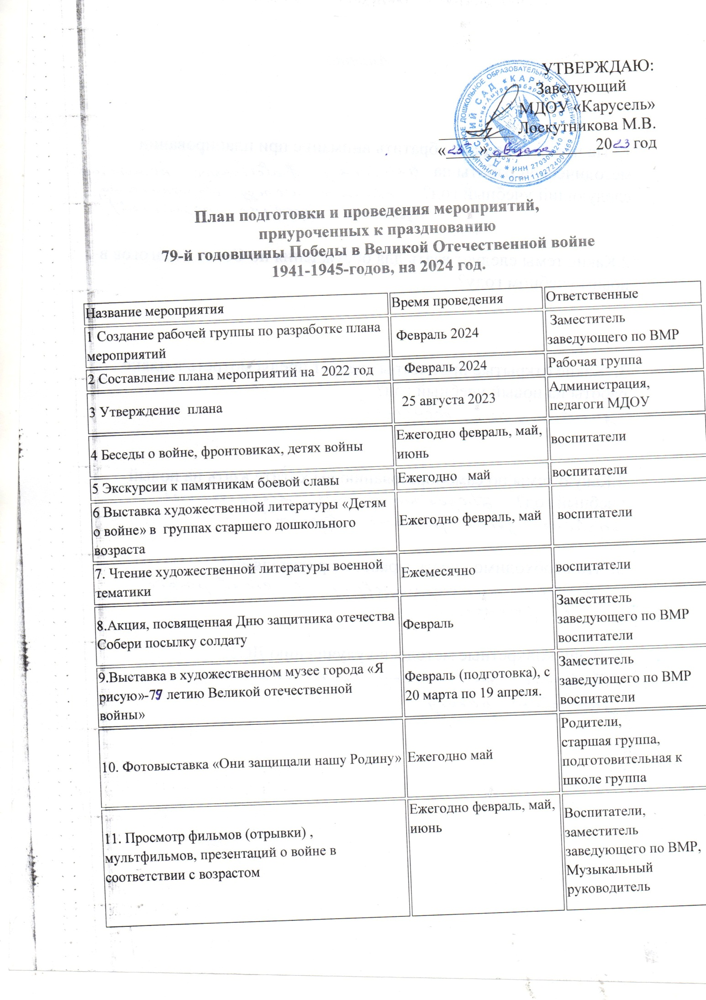 УТВЕРЖДАЮ:
Заведующий
МДОУ «Карусель»
Лоскутникова М.В.
«23» августа 2023 год
МУНИЦИПАЛЬНОЕ ДОШКОЛЬНОЕ ОБРАЗОВАТЕЛЬНОЕ УЧРЕЖДЕНИЕ * ОГРН 1192724001469 *
ДЕТСКИЙ САД «КАРУСЕЛЬ» * ИНН 2703098240 *
План подготовки и проведения мероприятий,
приуроченных к празднованию
79-й годовщины Победы в Великой Отечественной войне
1941-1945-годов, на 2024 год.
Название мероприятия
Время проведения
Ответственные
1 Создание рабочей группы по разработке плана
мероприятий
Февраль 2024
Заместитель
заведующего по ВМР
2 Составление плана мероприятий на 2022 год
Февраль 2024
Рабочая группа
3 Утверждение плана
25 августа 2023
Администрация,
педагоги МДОУ
4 Беседы о войне, фронтовиках, детях войны
Ежегодно февраль, май,
июнь
воспитатели
5 Экскурсии к памятникам боевой славы
Ежегодно май
воспитатели
6 Выставка художественной литературы «Детям
о войне» в группах старшего дошкольного
возраста
Ежегодно февраль, май
воспитатели
7. Чтение художественной литературы военной
тематики
Ежемесячно
воспитатели
8.Акция, посвященная Дню защитника отечества
Собери посылку солдату
Февраль
Заместитель
заведующего по ВМР
воспитатели
9.Выставка в художественном музее города «Я
рисую»-79 летию Великой отечественной
войны»
Февраль (подготовка), с
20 марта по 19 апреля.
Заместитель
заведующего по ВМР
воспитатели
10. Фотовыставка «Они защищали нашу Родину»
Ежегодно май
Родители,
старшая группа,
подготовительная к
школе группа
11. Просмотр фильмов (отрывки) ,
мультфильмов, презентаций о войне в
соответствии с возрастом
Ежегодно февраль, май,
июнь
Воспитатели,
заместитель
заведующего по ВМР,
Музыкальный
руководитель